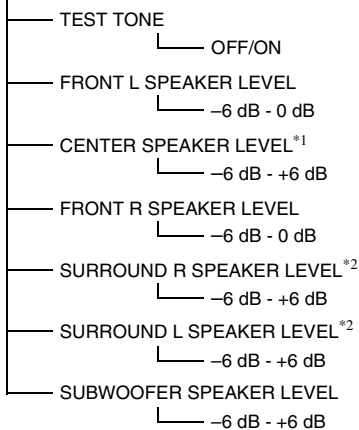 TEST TONE
OFF/ON
FRONT L SPEAKER LEVEL
–6 dB - 0 dB
CENTER SPEAKER LEVEL*1
–6 dB - +6 dB
FRONT R SPEAKER LEVEL
–6 dB - 0 dB
SURROUND R SPEAKER LEVEL*2
–6 dB - +6 dB
SURROUND L SPEAKER LEVEL*2
–6 dB - +6 dB
SUBWOOFER SPEAKER LEVEL
–6 dB - +6 dB